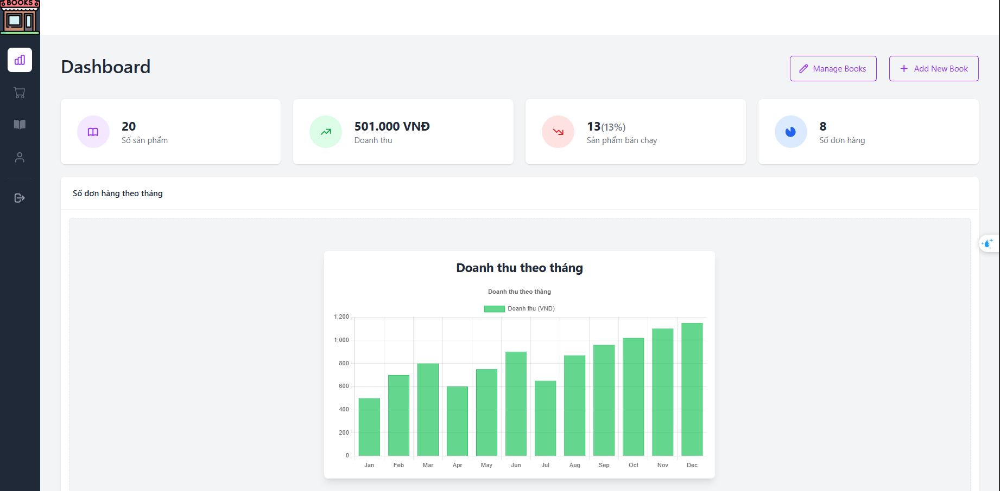 BOOKS
Dashboard
Manage Books
Add New Book
20
Số sản phẩm
501.000 VNĐ
Doanh thu
13(13%)
Sản phẩm bán chạy
8
Số đơn hàng
Số đơn hàng theo tháng
Doanh thu theo tháng
Doanh thu theo tháng
Doanh thu (VND)
1,200
1,000
800
600
400
200
0
Jan Feb Mar Apr May Jun Jul Aug Sep Oct Nov Dec